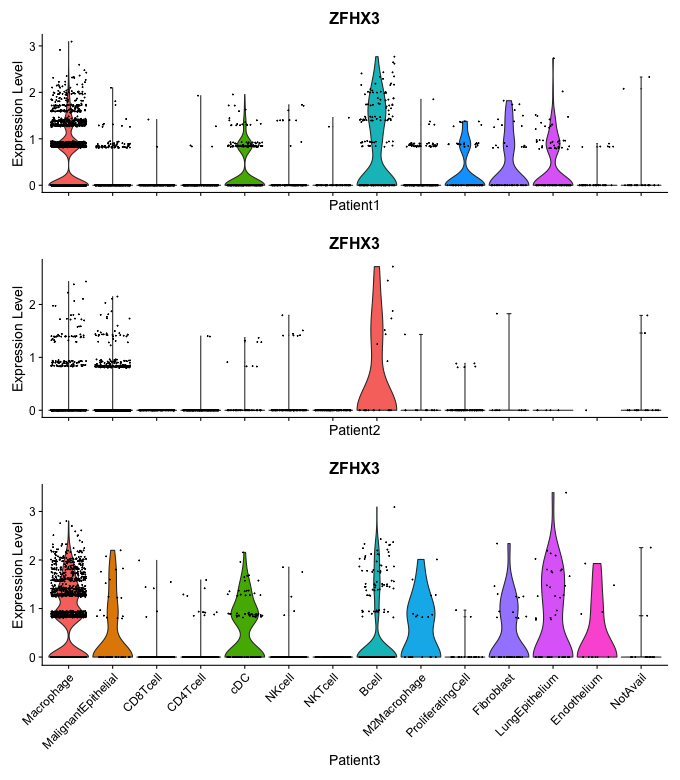 ZFHX3
Expression Level
3
2
1
0
Patient1
ZFHX3
Expression Level
2
1
0
Patient2
ZFHX3
Expression Level
3
2
1
0
Macrophage
MalignantEpithelial
CD8Tcell
CD4Tcell
cDC
NKcell
NKTcell
Bcell
M2Macrophage
ProliferatingCell
Fibroblast
LungEpithelium
Endothelium
NotAvail
Patient3